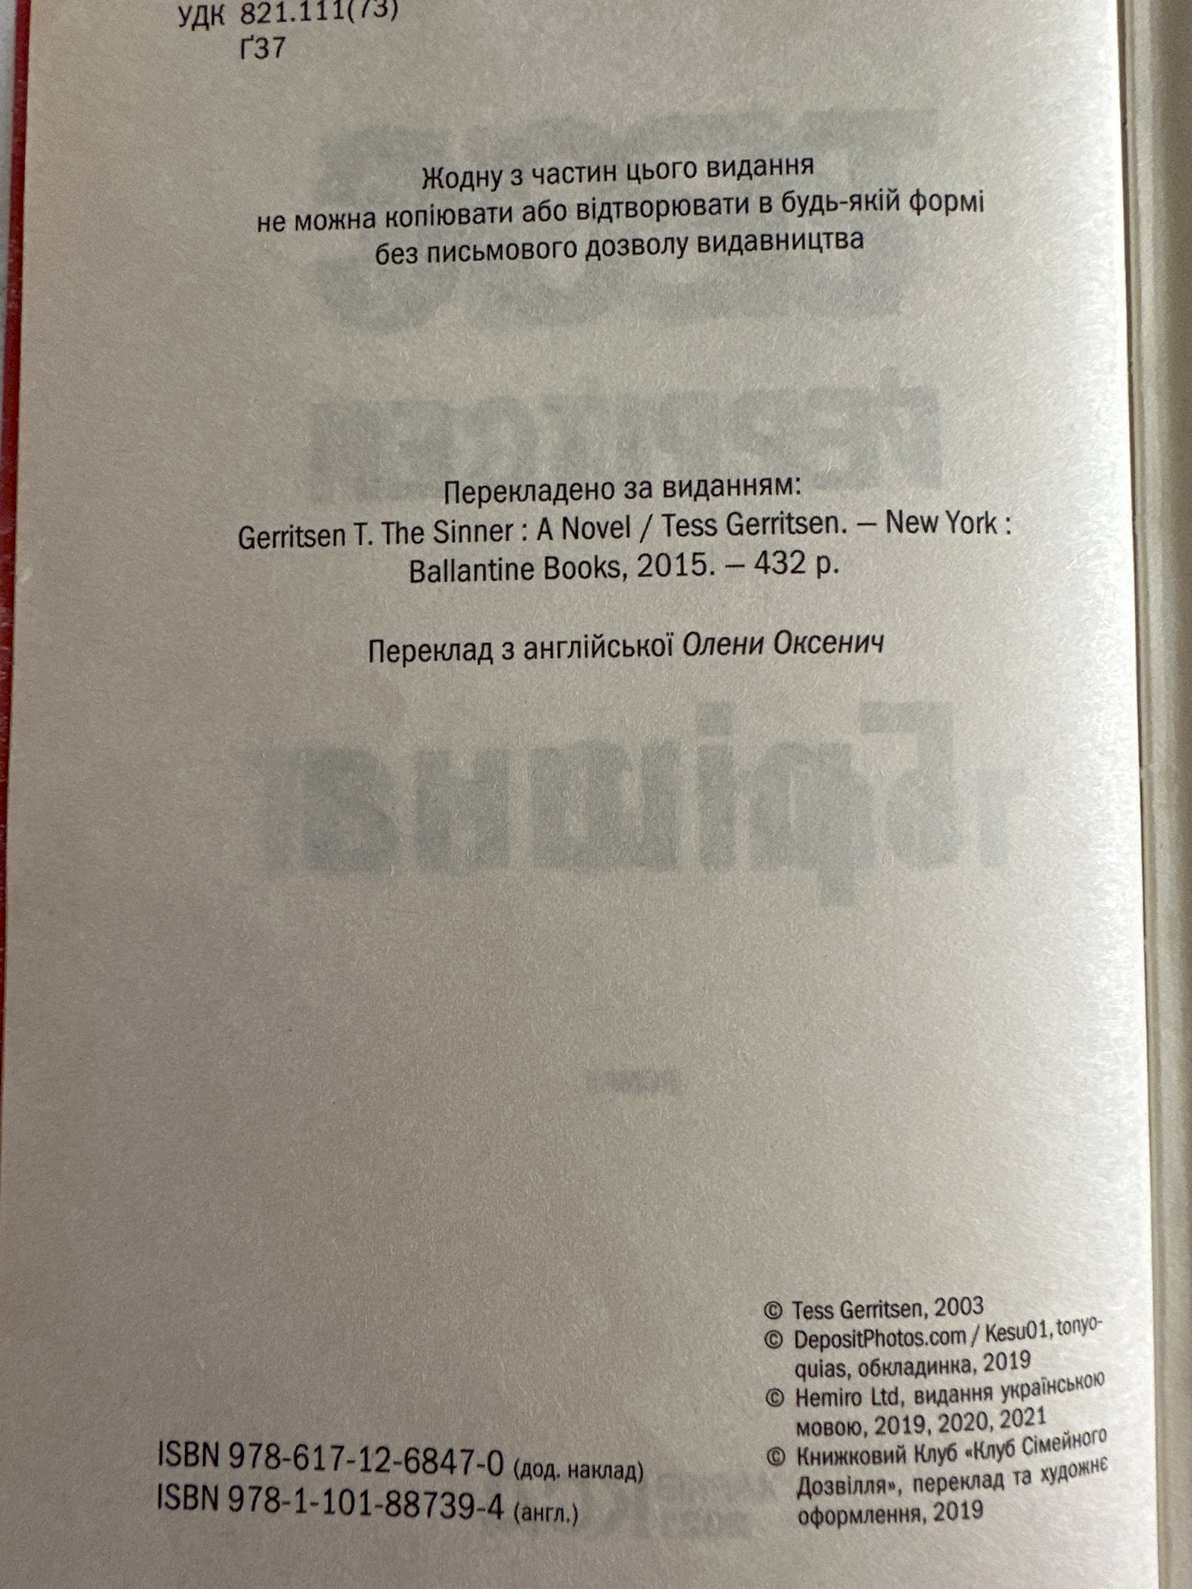 УДК 821.111(73)
Ґ37
Жодну з частин цього видання
не можна копіювати або відтворювати в будь-якій формі
без письмового дозволу видавництва
Перекладено за виданням:
Gerritsen T. The Sinner : A Novel / Tess Gerritsen. — New York :
Ballantine Books, 2015. — 432 p.
Переклад з англійської Олени Оксенич
© Tess Gerritsen, 2003
© DepositPhotos.com / Kesu01, tonyo-
quias, обкладинка, 2019
© Hemiro Ltd, видання українською
мовою, 2019, 2020, 2021
© Книжковий Клуб «Клуб Сімейного
Дозвілля», переклад та художнє
оформлення, 2019
ISBN 978-617-12-6847-0 (дод. наклад)
ISBN 978-1-101-88739-4 (англ.)